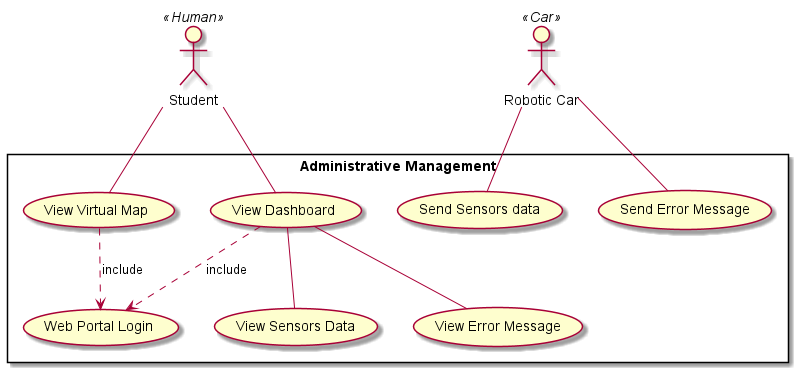 «Human»
«Car»
Student
Robotic Car
Administrative Management
View Virtual Map
View Dashboard
Send Sensors data
Send Error Message
include
include
Web Portal Login
View Sensors Data
View Error Message